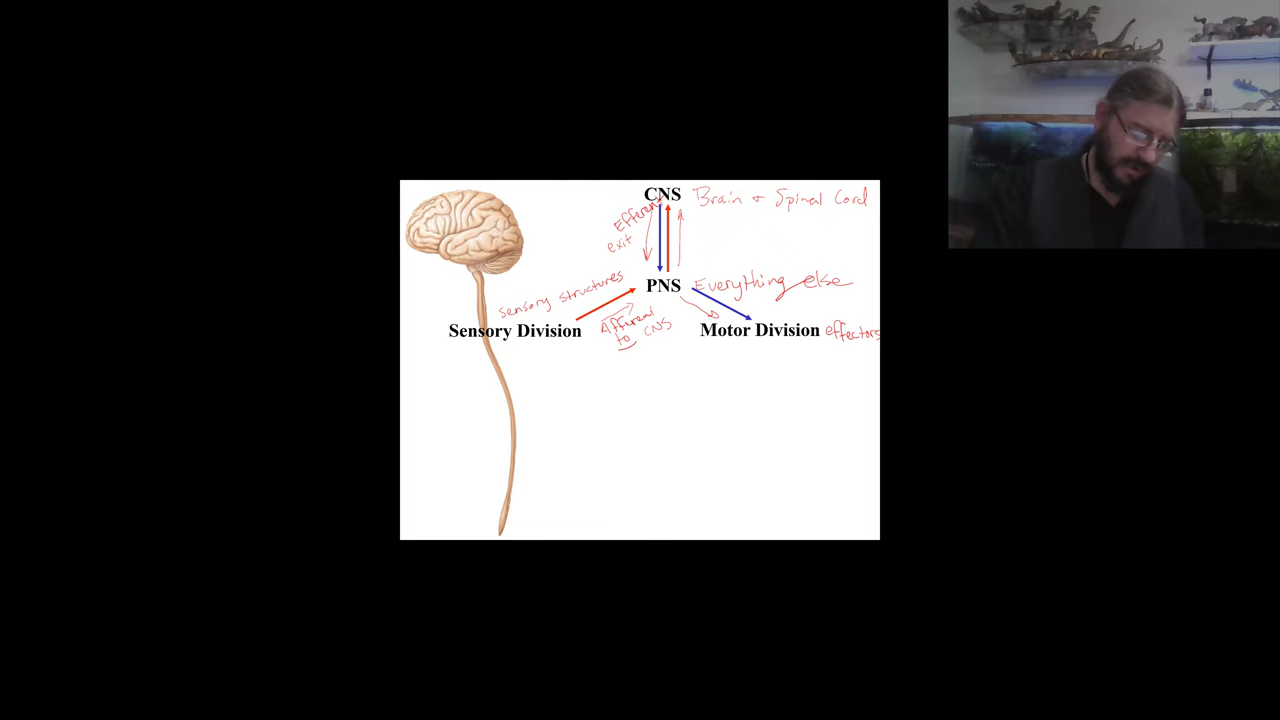 CNS Brain + Spinal Cord
Efferent
exit
PNS Everything else
sensory structures
Sensory Division
Afferent
to CNS
Motor Division effectors